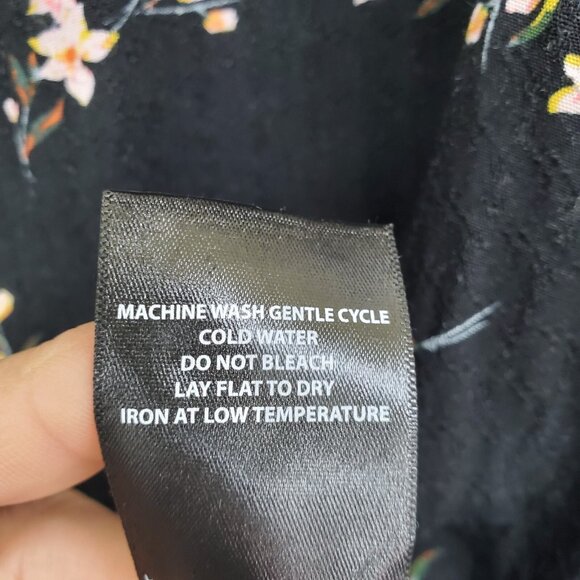 MACHINE WASH GENTLE CYCLE
COLD WATER
DO NOT BLEACH
LAY FLAT TO DRY
IRON AT LOW TEMPERATURE